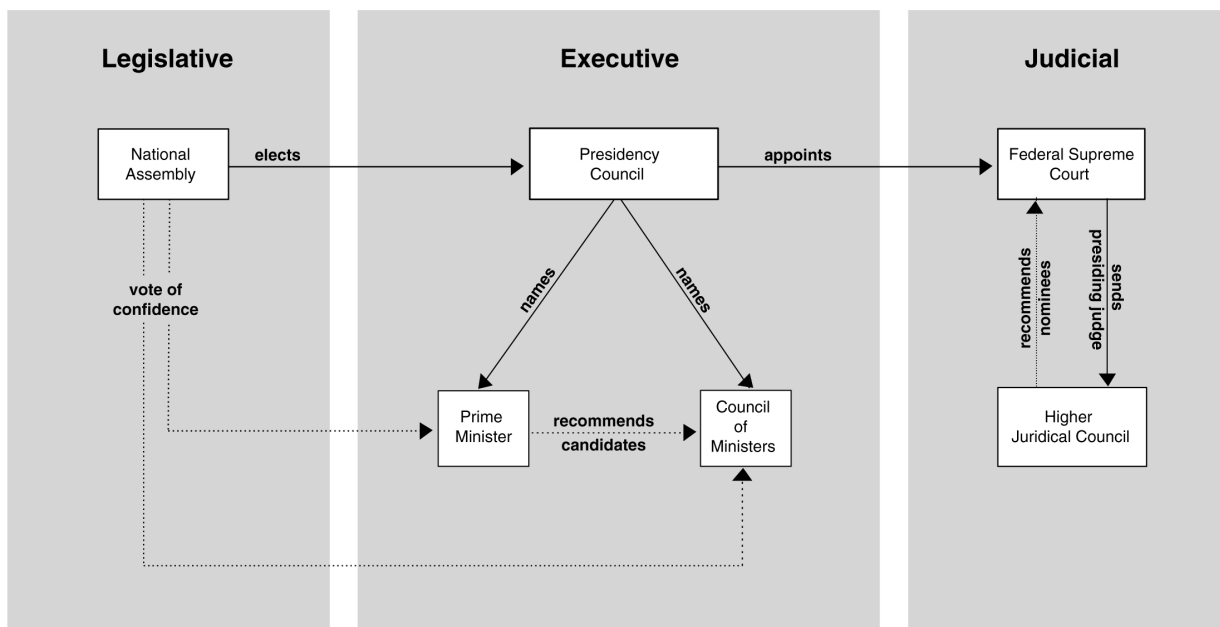 Legislative
Executive
Judicial
National
Assembly
elects
Presidency
Council
appoints
Federal Supreme
Court
vote of
confidence
names
names
recommends
nominees
sends
presiding judge
Prime
Minister
recommends
candidates
Council
of
Ministers
Higher
Juridical Council